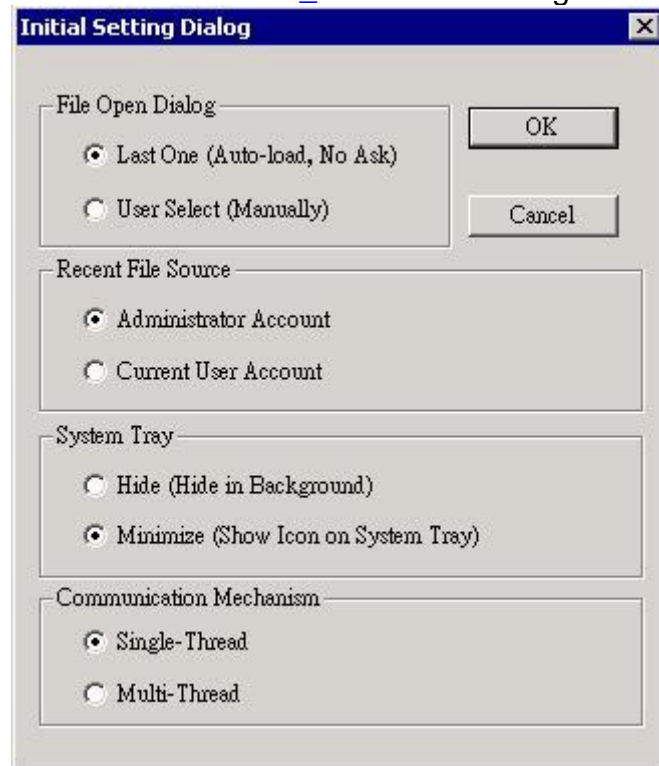 Initial Setting Dialog
File Open Dialog
Last One (Auto-load, No Ask)
User Select (Manually)
OK
Cancel
Recent File Source
Administrator Account
Current User Account
System Tray
Hide (Hide in Background)
Minimize (Show Icon on System Tray)
Communication Mechanism
Single-Thread
Multi-Thread